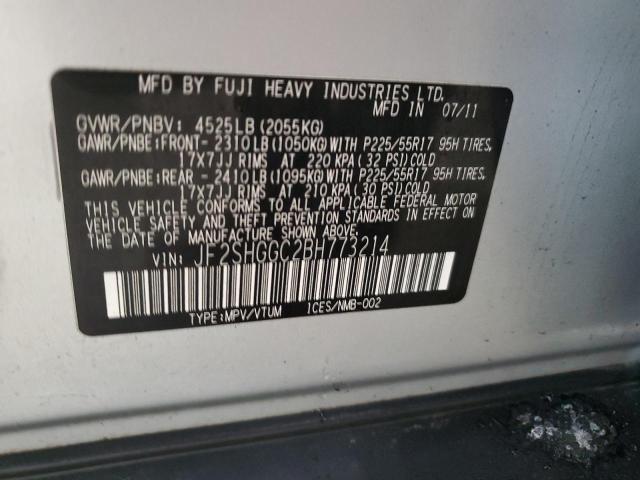 MFD BY FUJI HEAVY INDUSTRIES LTD.
MFD IN 07/11
GVWR/PNBV: 4525LB(2055KG)
GAWR/PNBE:FRONT- 2310LB(1050KG)WITH P225/55R17 95H TIRES,
17X7JJ RIMS AT 220 KPA(32 PSI)COLD
GAWR/PNBE:REAR - 2410LB(1095KG)WITH P225/55R17 95H TIRES,
17X7JJ RIMS AT 210 KPA(30 PSI)COLD
THIS VEHICLE CONFORMS TO ALL APPLICABLE FEDERAL MOTOR
VEHICLE SAFETY AND THEFT PREVENTION STANDARDS IN EFFECT ON
THE DATE OF MANUFACTURE SHOWN ABOVE.
VIN: JF2SHGGC2BH773214
TYPE:MPV/VTUM 1CES/NMB-002